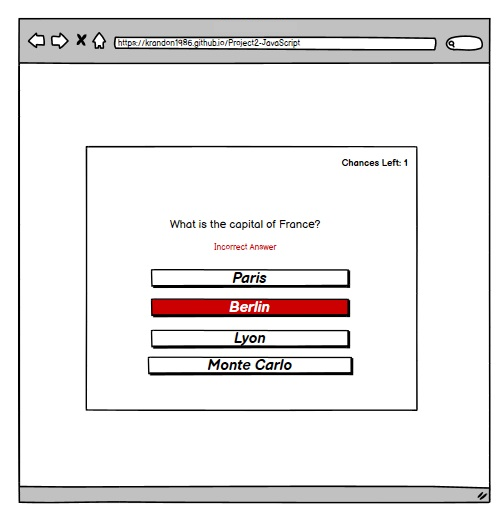 https://krandon1986.github.io/Project2-JavaScript
Chances Left: 1
What is the capital of France?
Incorrect Answer
Paris
Berlin
Lyon
Monte Carlo